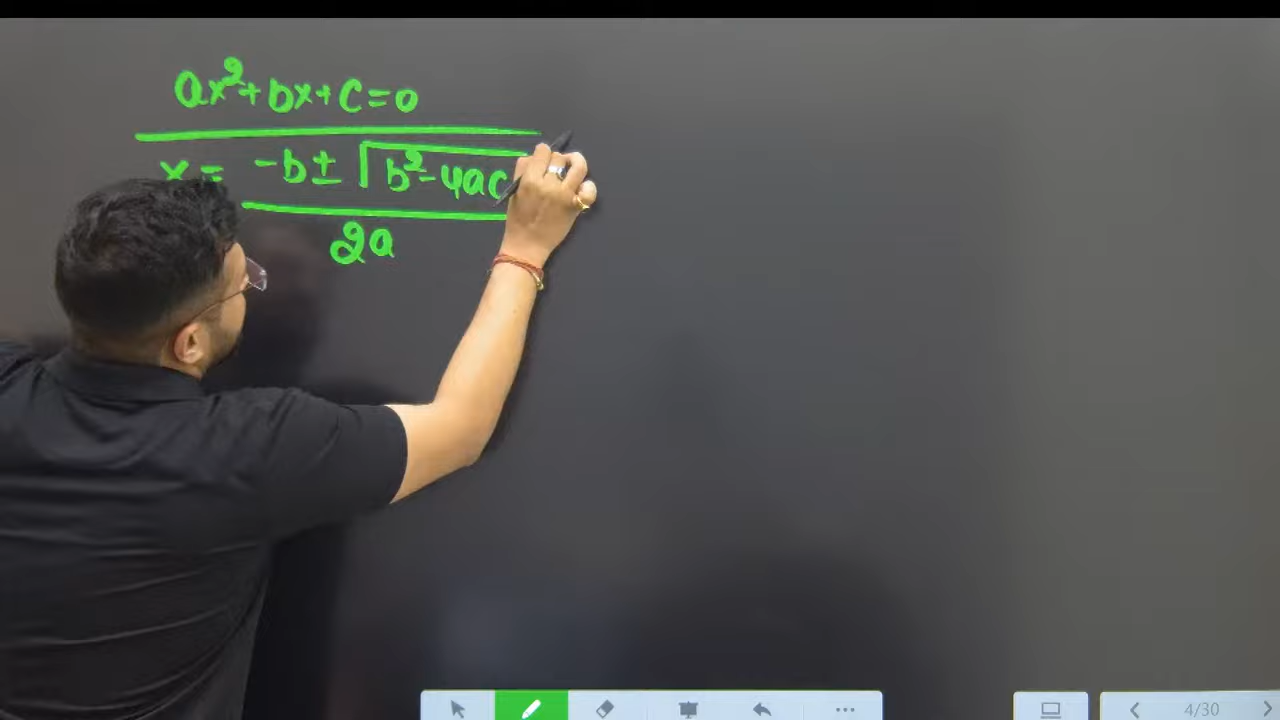 ax²+bx+c=0
x = -b ± √b²-4ac
2a
4/30